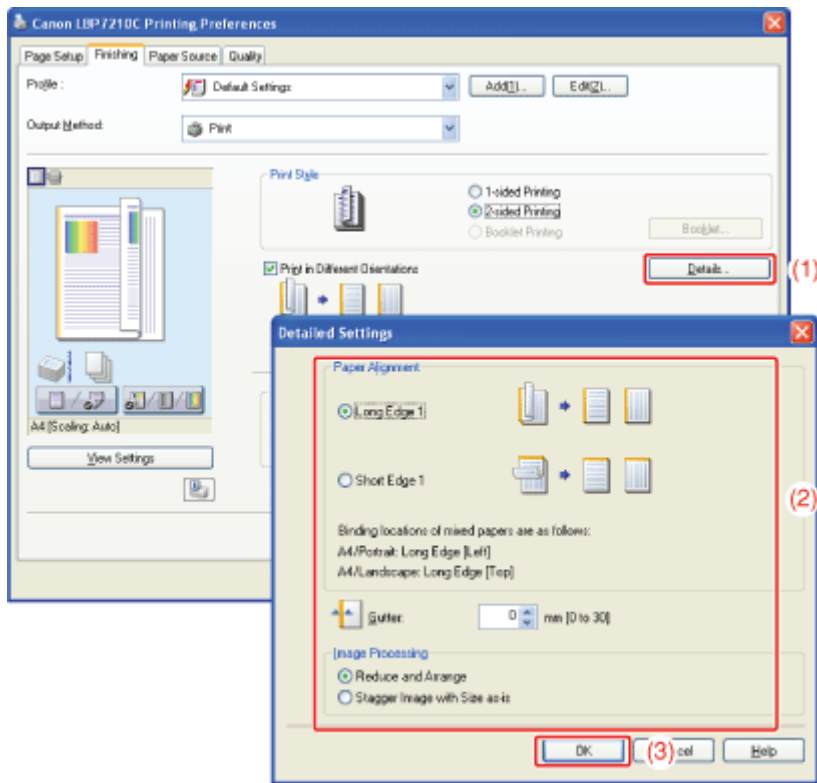 Canon LBP7210C Printing Preferences
Page Setup Finishing Paper Source Quality
Profile : Default Settings Add(1)... Edit(2)...
Output Method: Print
Print Style
1-sided Printing
2-sided Printing
Booklet Printing Booklet...
Print in Different Orientations Details... (1)
A4 [Scaling: Auto]
View Settings
Detailed Settings
Paper Alignment
Long Edge 1
Short Edge 1
(2)
Binding locations of mixed papers are as follows:
A4/Portrait: Long Edge [Left]
A4/Landscape: Long Edge [Top]
Gutter: 0 mm [0 to 30]
Image Processing
Reduce and Arrange
Stagger Image with Size as-is
OK (3) cel Help